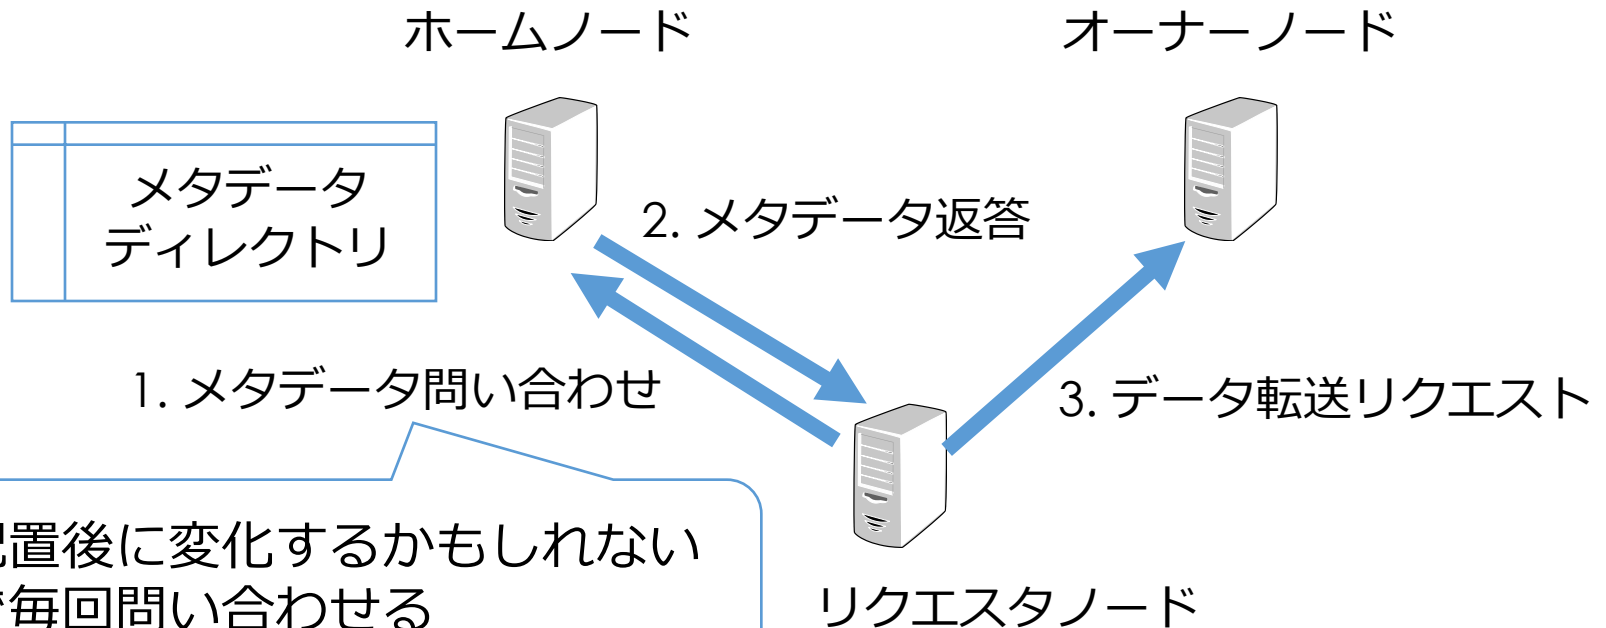 ホームノード
オーナーノード
メタデータ
ディレクトリ
2. メタデータ返答
1. メタデータ問い合わせ
3. データ転送リクエスト
置後に変化するかもしれない
毎回問い合わせる
リクエスタノード